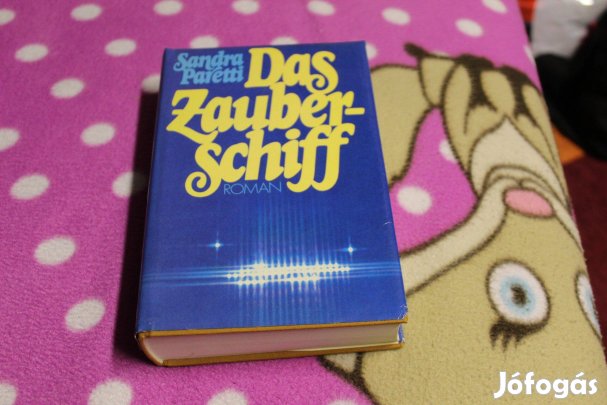 Sandra
Paretti
Das
Zauber-
schiff
ROMAN
Jófogás